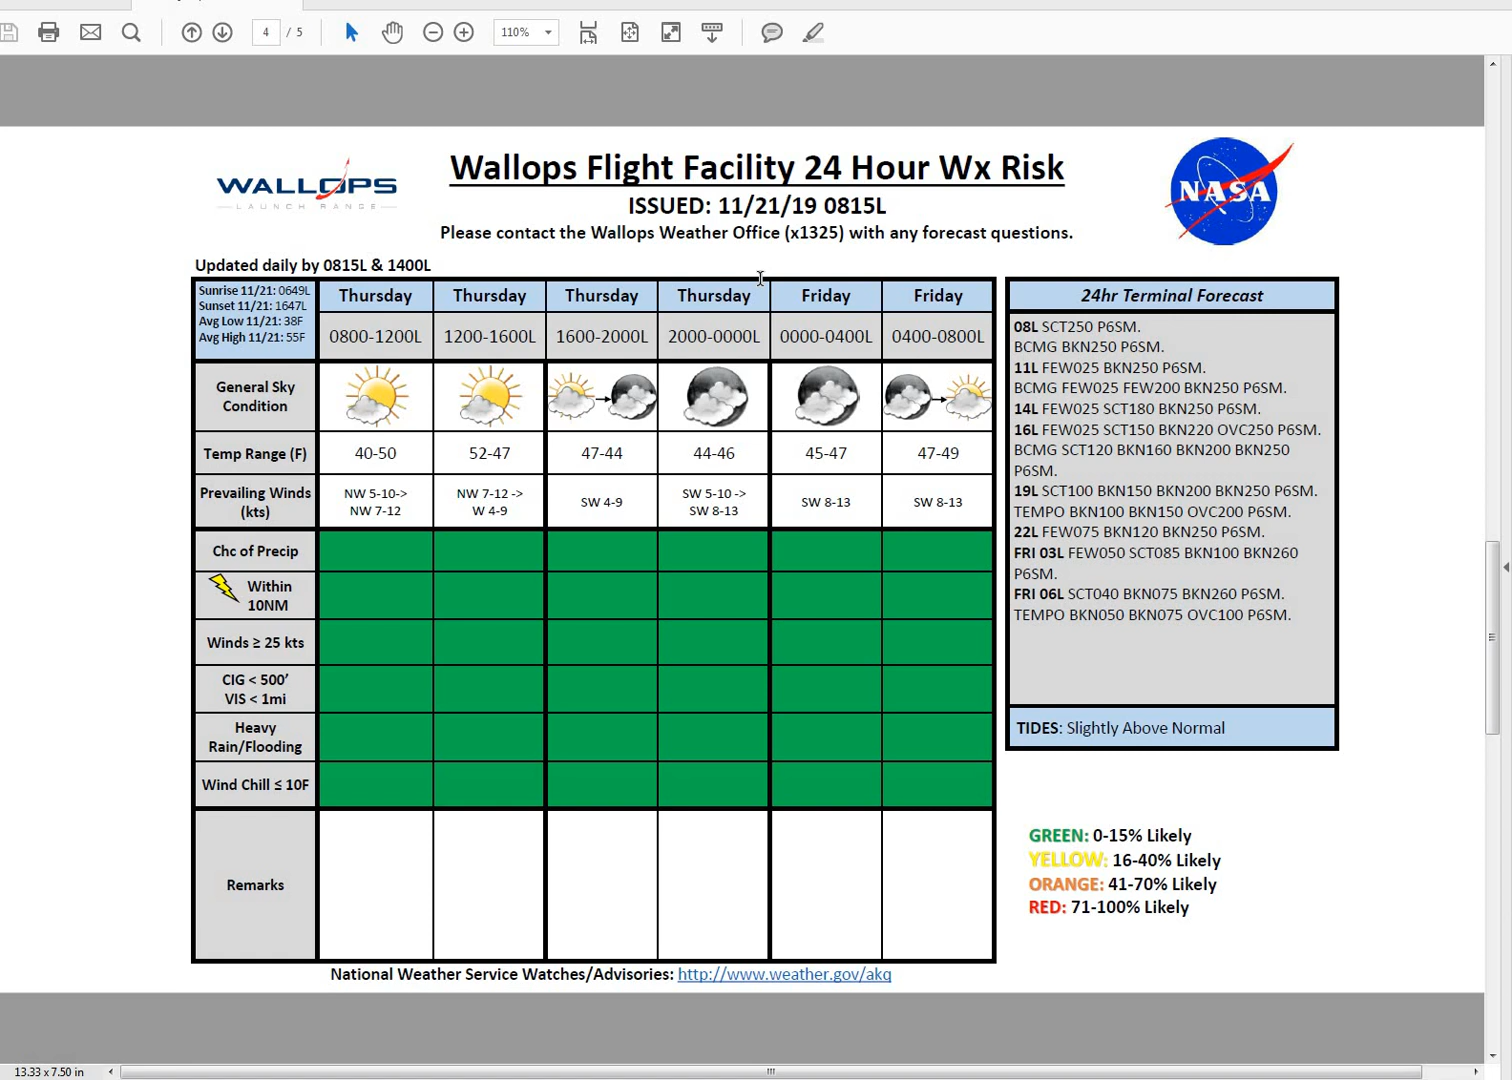 4 / 5
110%
WALLOPS
LAUNCH RANGE
Wallops Flight Facility 24 Hour Wx Risk
ISSUED: 11/21/19 0815L
Please contact the Wallops Weather Office (x1325) with any forecast questions.
NASA
Updated daily by 0815L & 1400L
Sunrise 11/21: 0649L
Sunset 11/21: 1647L
Avg Low 11/21: 38F
Avg High 11/21: 55F
Thursday Thursday Thursday Thursday Friday Friday
0800-1200L 1200-1600L 1600-2000L 2000-0000L 0000-0400L 0400-0800L
General Sky
Condition
Temp Range (F) 40-50 52-47 47-44 44-46 45-47 47-49
Prevailing Winds
(kts)
NW 5-10->
NW 7-12
NW 7-12 ->
W 4-9
SW 4-9
SW 5-10 ->
SW 8-13
SW 8-13
SW 8-13
Chc of Precip
Within
10NM
Winds ≥ 25 kts
CIG < 500’
VIS < 1mi
Heavy
Rain/Flooding
Wind Chill ≤ 10F
Remarks
24hr Terminal Forecast
08L SCT250 P6SM.
BCMG BKN250 P6SM.
11L FEW025 BKN250 P6SM.
BCMG FEW025 FEW200 BKN250 P6SM.
14L FEW025 SCT180 BKN250 P6SM.
16L FEW025 SCT150 BKN220 OVC250 P6SM.
BCMG SCT120 BKN160 BKN200 BKN250
P6SM.
19L SCT100 BKN150 BKN200 BKN250 P6SM.
TEMPO BKN100 BKN150 OVC200 P6SM.
22L FEW075 BKN120 BKN250 P6SM.
FRI 03L FEW050 SCT085 BKN100 BKN260
P6SM.
FRI 06L SCT040 BKN075 BKN260 P6SM.
TEMPO BKN050 BKN075 OVC100 P6SM.
TIDES: Slightly Above Normal
GREEN: 0-15% Likely
YELLOW: 16-40% Likely
ORANGE: 41-70% Likely
RED: 71-100% Likely
National Weather Service Watches/Advisories: http://www.weather.gov/akq
13.33 x 7.50 in